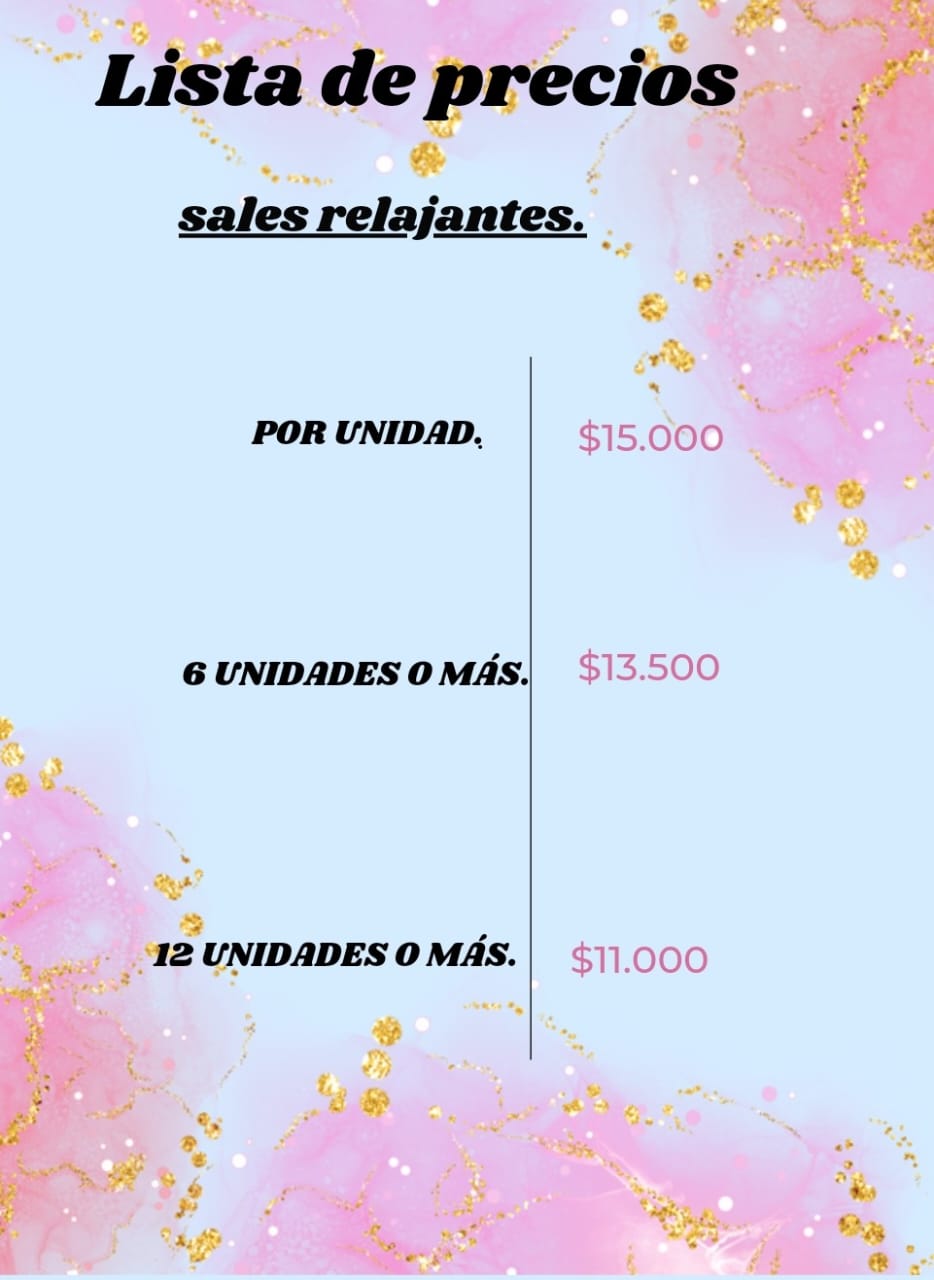 Lista de precios
sales relajantes.
POR UNIDAD. $15.000
6 UNIDADES O MÁS. $13.500
12 UNIDADES O MÁS. $11.000